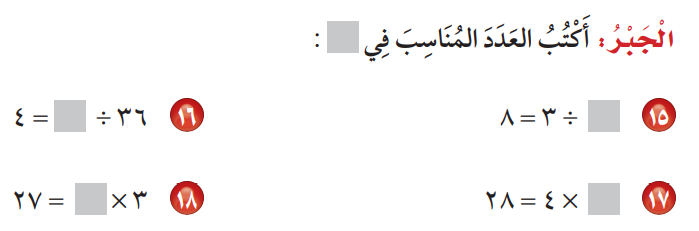 الْجَبْرُ: أَكْتُبُ العَدَدَ المُنَاسِبَ فِي :
١٥ ÷ ٣ = ٨
١٦ ٣٦ ÷ = ٤
١٧ × ٤ = ٢٨
١٨ ٣ × = ٢٧